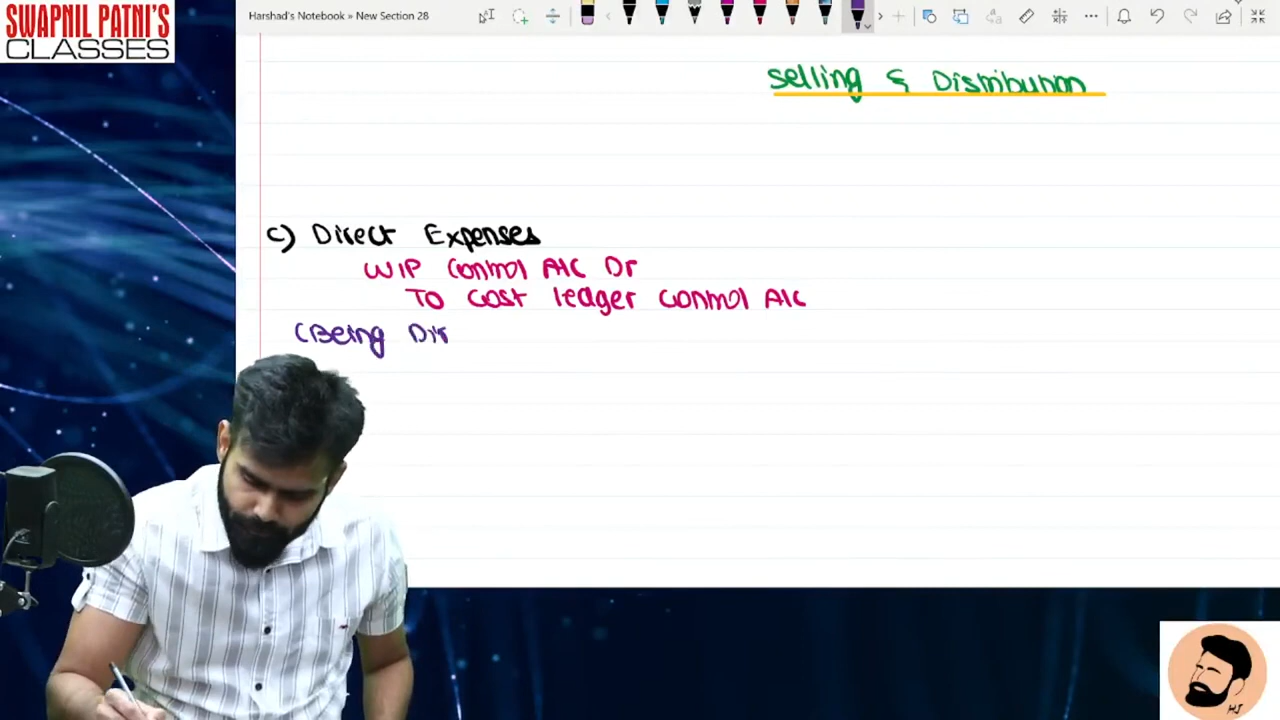 SWAPNIL PATNI'S
CLASSES
Harshad's Notebook » New Section 28
Selling & Distribution
C) Direct Expenses
WIP Control A/C Dr
To Cost ledger Control A/C
(Being Dir
HJ